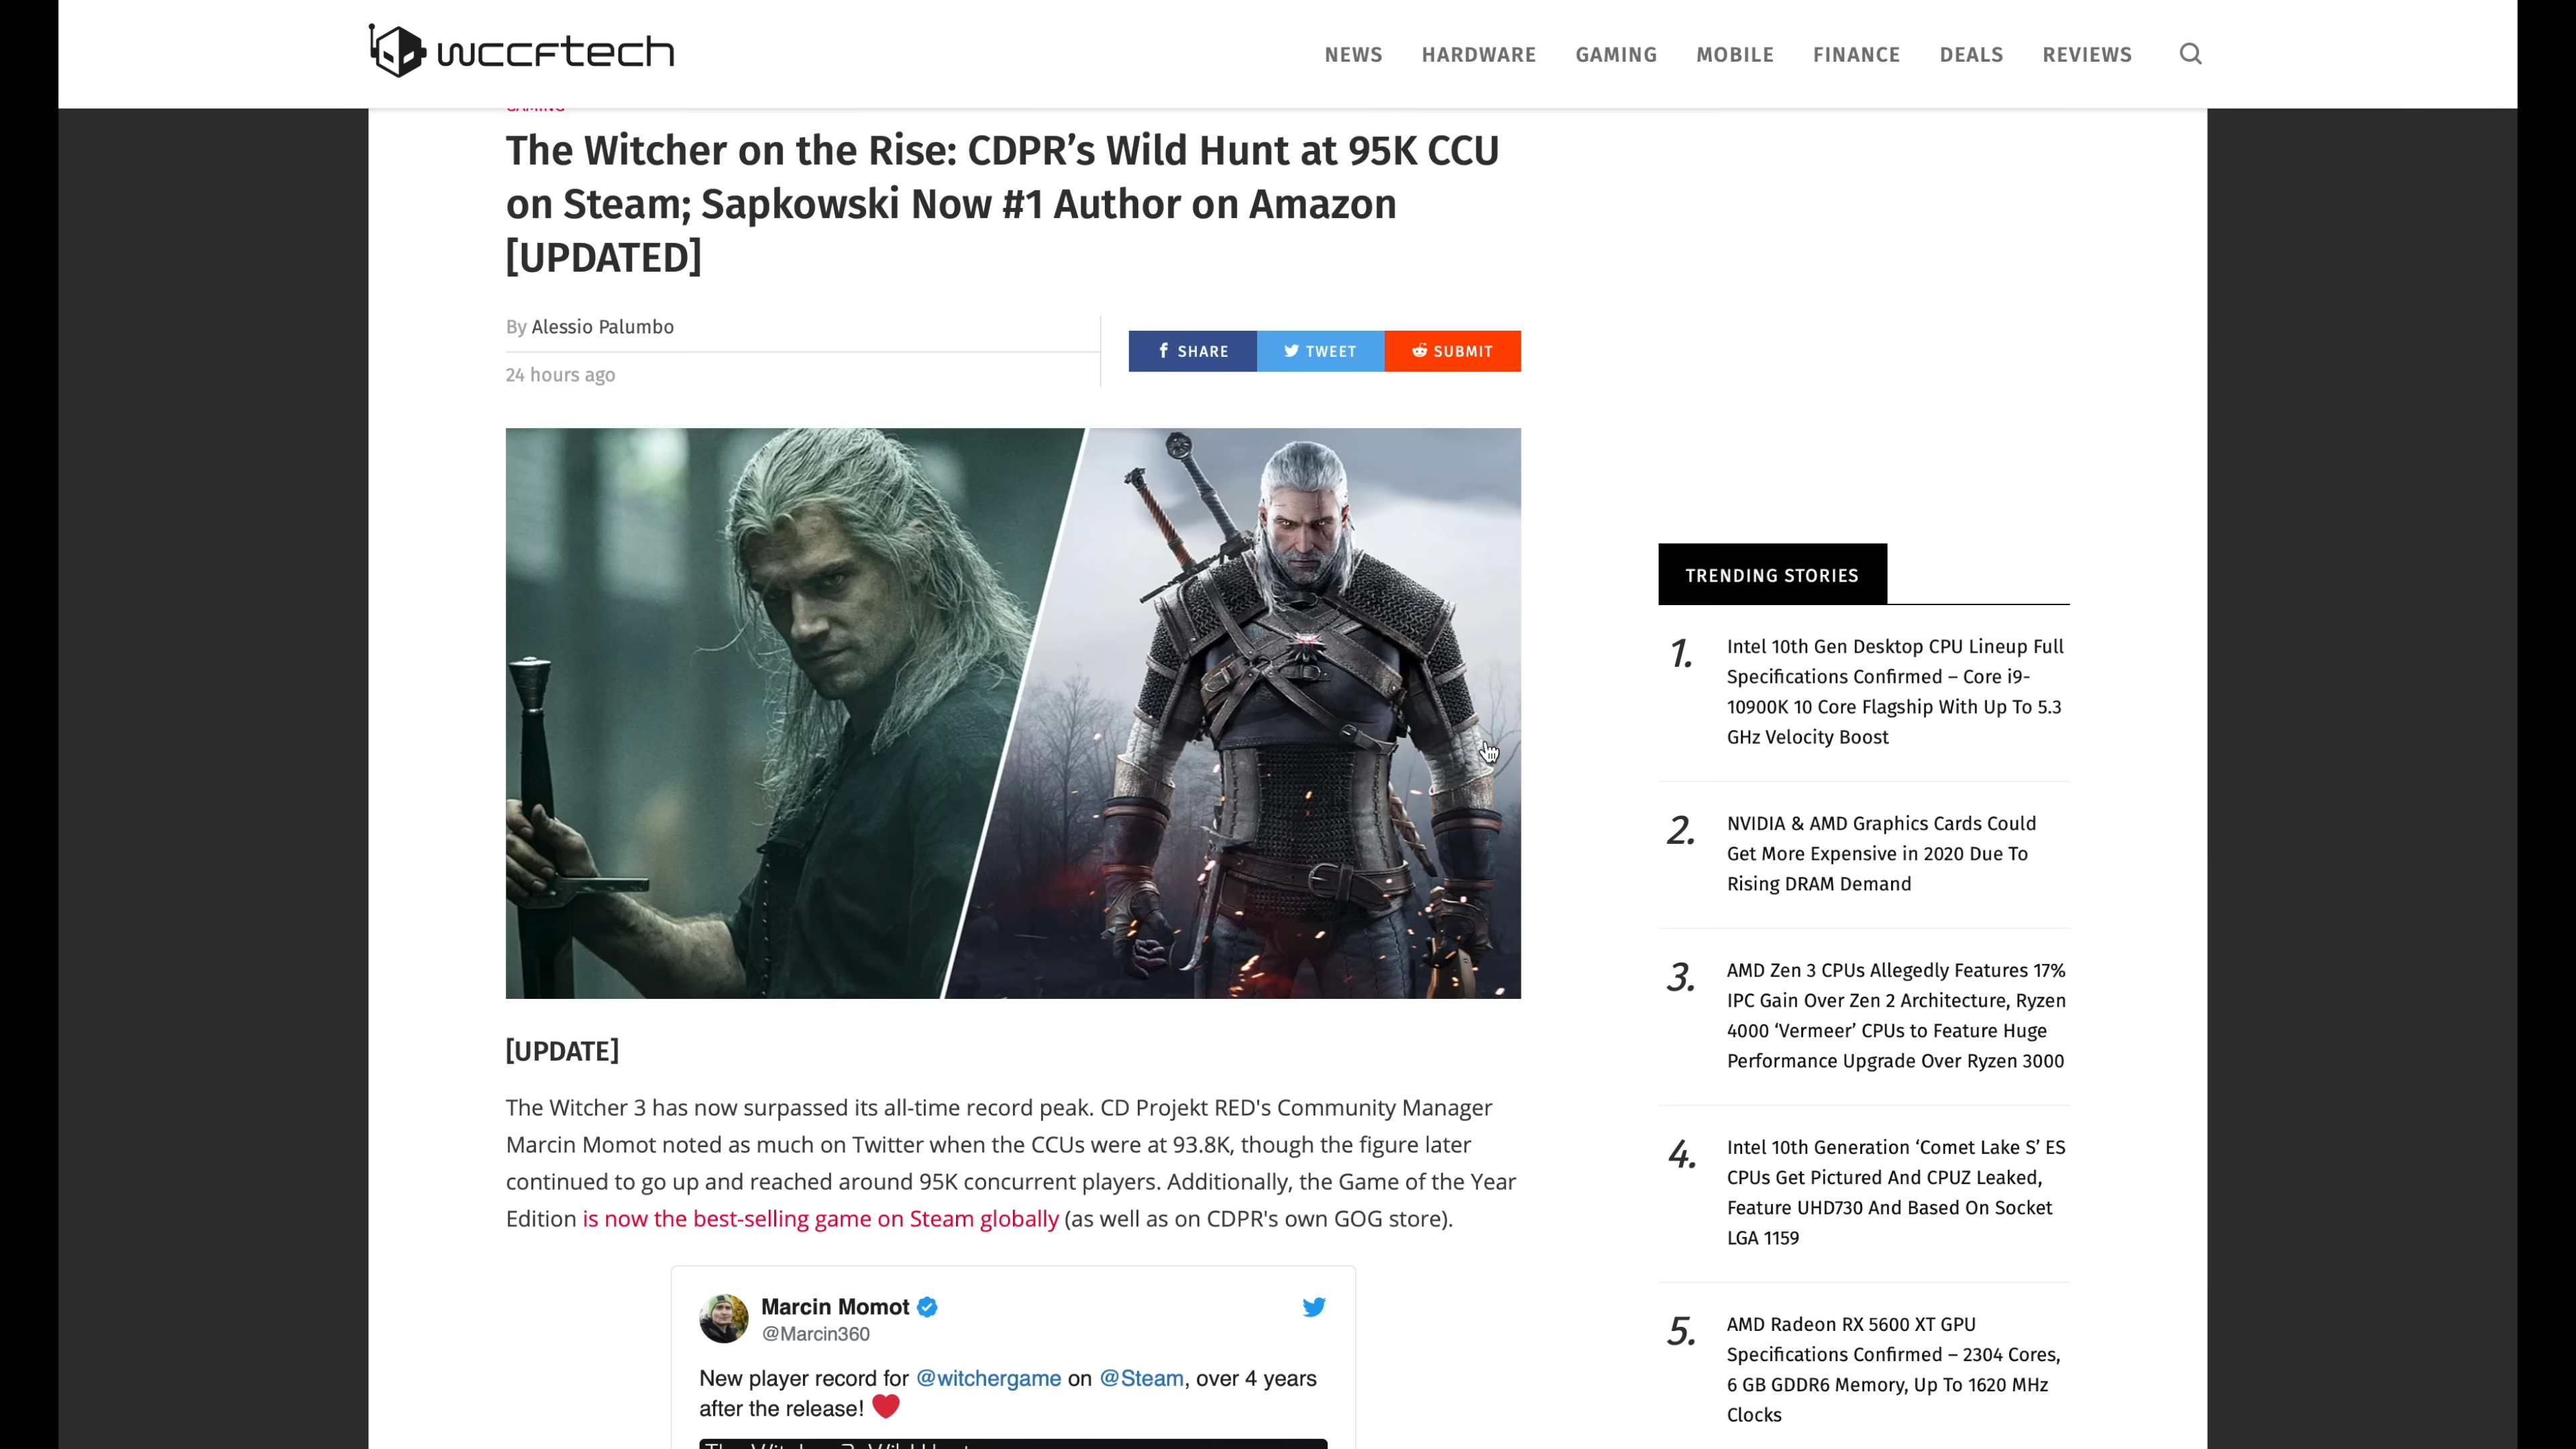 wccftech
NEWS HARDWARE GAMING MOBILE FINANCE DEALS REVIEWS
GAMING
The Witcher on the Rise: CDPR’s Wild Hunt at 95K CCU
on Steam; Sapkowski Now #1 Author on Amazon
[UPDATED]
By Alessio Palumbo
24 hours ago
SHARE TWEET SUBMIT
[UPDATE]
The Witcher 3 has now surpassed its all-time record peak. CD Projekt RED's Community Manager
Marcin Momot noted as much on Twitter when the CCUs were at 93.8K, though the figure later
continued to go up and reached around 95K concurrent players. Additionally, the Game of the Year
Edition is now the best-selling game on Steam globally (as well as on CDPR's own GOG store).
Marcin Momot
@Marcin360
New player record for @witchergame on @Steam, over 4 years
after the release! ❤️
The Witcher 3: Wild Hunt
TRENDING STORIES
1.
Intel 10th Gen Desktop CPU Lineup Full
Specifications Confirmed – Core i9-
10900K 10 Core Flagship With Up To 5.3
GHz Velocity Boost
2.
NVIDIA & AMD Graphics Cards Could
Get More Expensive in 2020 Due To
Rising DRAM Demand
3.
AMD Zen 3 CPUs Allegedly Features 17%
IPC Gain Over Zen 2 Architecture, Ryzen
4000 ‘Vermeer’ CPUs to Feature Huge
Performance Upgrade Over Ryzen 3000
4.
Intel 10th Generation ‘Comet Lake S’ ES
CPUs Get Pictured And CPUZ Leaked,
Feature UHD730 And Based On Socket
LGA 1159
5.
AMD Radeon RX 5600 XT GPU
Specifications Confirmed – 2304 Cores,
6 GB GDDR6 Memory, Up To 1620 MHz
Clocks